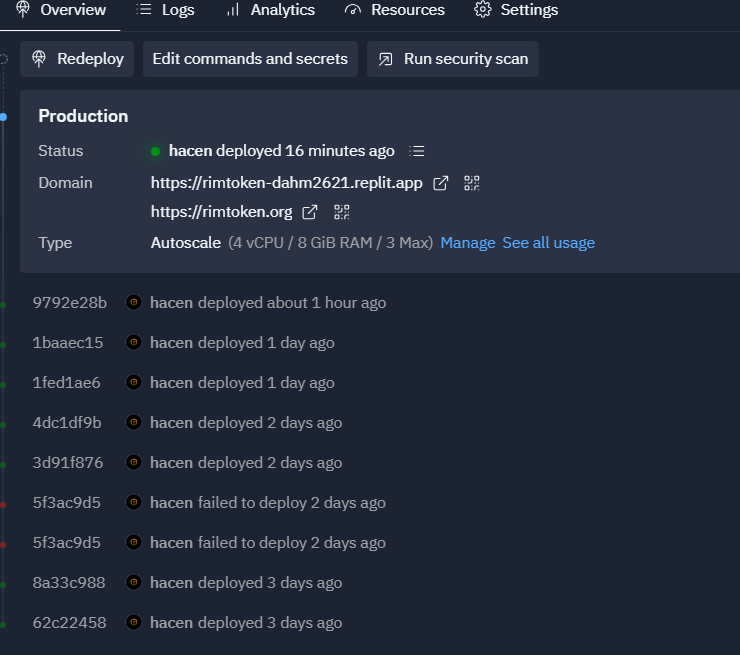 Overview Logs Analytics Resources Settings
Redeploy Edit commands and secrets Run security scan
Production
Status hacen deployed 16 minutes ago
Domain https://rimtoken-dahm2621.replit.app
https://rimtoken.org
Type Autoscale (4 vCPU / 8 GiB RAM / 3 Max) Manage See all usage
9792e28b hacen deployed about 1 hour ago
1baaec15 hacen deployed 1 day ago
1fed1ae6 hacen deployed 1 day ago
4dc1df9b hacen deployed 2 days ago
3d91f876 hacen deployed 2 days ago
5f3ac9d5 hacen failed to deploy 2 days ago
5f3ac9d5 hacen failed to deploy 2 days ago
8a33c988 hacen deployed 3 days ago
62c22458 hacen deployed 3 days ago